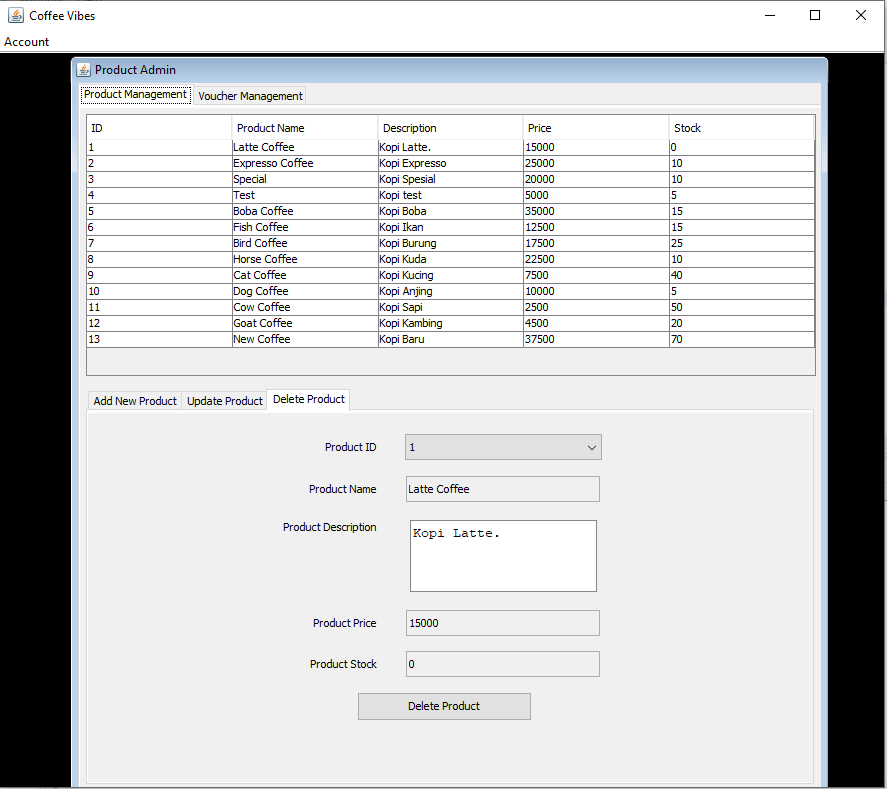 Coffee Vibes
Account
Product Admin
Product Management Voucher Management
ID Product Name Description Price Stock
1 Latte Coffee Kopi Latte. 15000 0
2 Expresso Coffee Kopi Expresso 25000 10
3 Special Kopi Spesial 20000 10
4 Test Kopi test 5000 5
5 Boba Coffee Kopi Boba 35000 15
6 Fish Coffee Kopi Ikan 12500 15
7 Bird Coffee Kopi Burung 17500 25
8 Horse Coffee Kopi Kuda 22500 10
9 Cat Coffee Kopi Kucing 7500 40
10 Dog Coffee Kopi Anjing 10000 5
11 Cow Coffee Kopi Sapi 2500 50
12 Goat Coffee Kopi Kambing 4500 20
13 New Coffee Kopi Baru 37500 70
Add New Product Update Product Delete Product
Product ID 1
Product Name Latte Coffee
Product Description Kopi Latte.
Product Price 15000
Product Stock 0
Delete Product